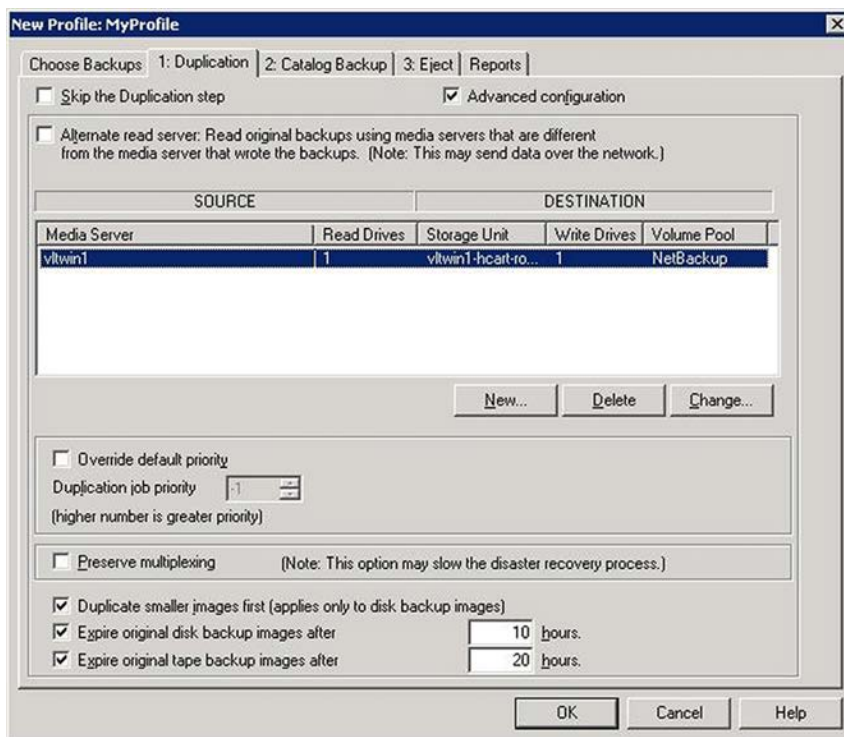 New Profile: MyProfile
Choose Backups 1: Duplication 2: Catalog Backup 3: Eject Reports
Skip the Duplication step Advanced configuration
Alternate read server: Read original backups using media servers that are different
from the media server that wrote the backups. (Note: This may send data over the network.)
SOURCE DESTINATION
Media Server Read Drives Storage Unit Write Drives Volume Pool
vltwin1 1 vltwin1-hcart-ro... 1 NetBackup
New... Delete Change...
Override default priority
Duplication job priority -1
(higher number is greater priority)
Preserve multiplexing (Note: This option may slow the disaster recovery process.)
Duplicate smaller images first (applies only to disk backup images)
Expire original disk backup images after 10 hours.
Expire original tape backup images after 20 hours.
OK Cancel Help